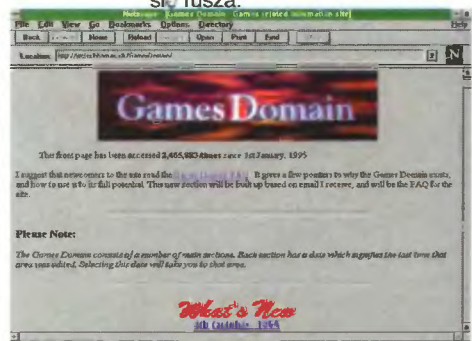 się rusza.
Netscape - [Games Domain - Games related information site]
File Edit View Go Bookmarks Options Directory Help
Back Home Reload Open Print Find
Location:
Games Domain
The front page has been accessed times since 1st January, 1995
I suggest that newcomers to the site read the It gives a few pointers to why the Games Domain exists,
and how to use it to its full potential. This new section will be built up based on email I receive, and will be the FAQ for the
site.
Please Note:
The Games Domain consists of a number of main sections. Each section has a date which signifies the last time that
area was edited. Selecting this date will take you to that area.
What's New
1995